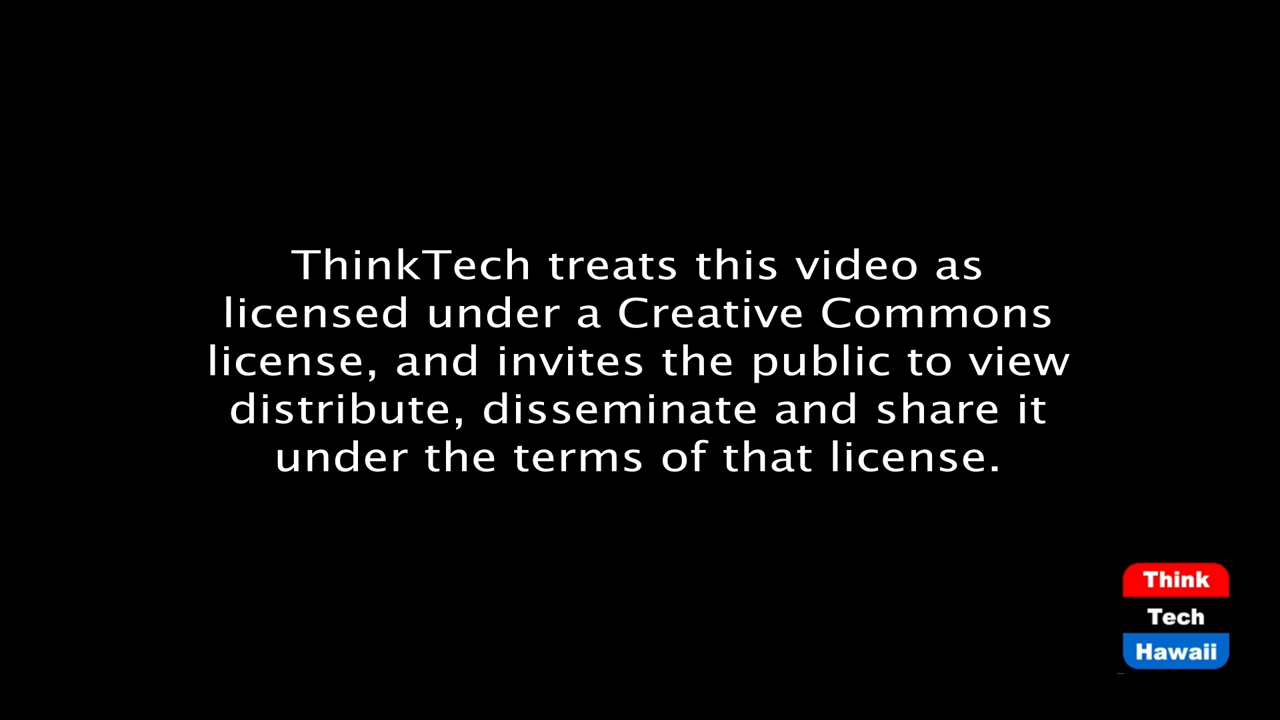 ThinkTech treats this video as
licensed under a Creative Commons
license, and invites the public to view
distribute, disseminate and share it
under the terms of that license.
Think
Tech
Hawaii